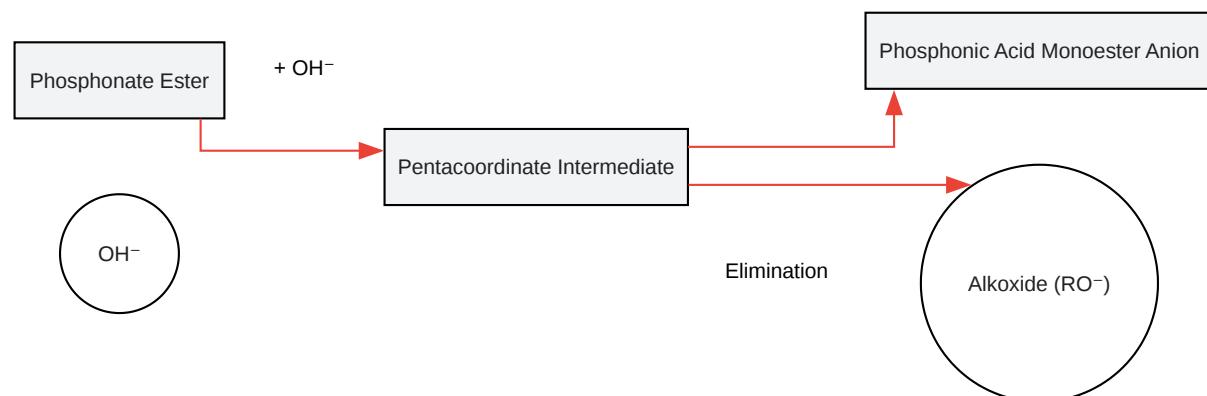 Phosphonate Ester
+ OH⁻
Phosphonic Acid Monoester Anion
Pentacoordinate Intermediate
OH⁻
Elimination
Alkoxide (RO⁻)